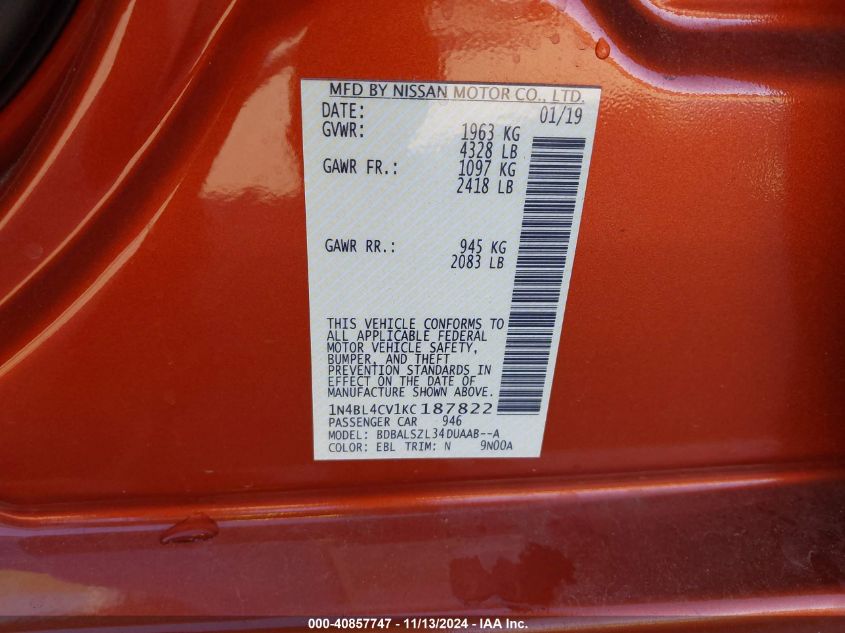 MFD BY NISSAN MOTOR CO., LTD.
DATE: 01/19
GVWR: 1963 KG
4328 LB
GAWR FR.: 1097 KG
2418 LB
GAWR RR.: 945 KG
2083 LB
THIS VEHICLE CONFORMS TO
ALL APPLICABLE FEDERAL
MOTOR VEHICLE SAFETY,
BUMPER, AND THEFT
PREVENTION STANDARDS IN
EFFECT ON THE DATE OF
MANUFACTURE SHOWN ABOVE.
1N4BL4CV1KC187822
PASSENGER CAR 946
MODEL: BDBALSZL34DUAAB--A
COLOR: EBL TRIM: N 9N00A
000-40857747 - 11/13/2024 - IAA Inc.